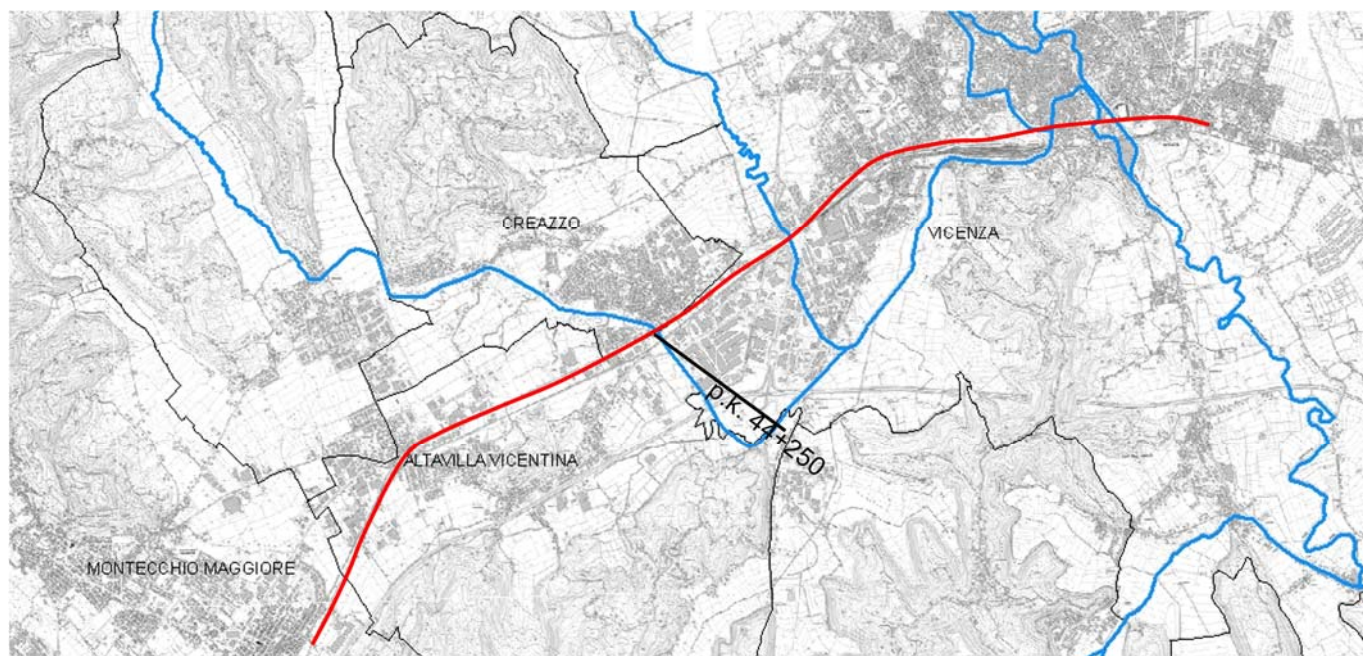 CREAZZO
VICENZA
p.k. 44+250
ALTAVILLA VICENTINA
MONTECCHIO MAGGIORE